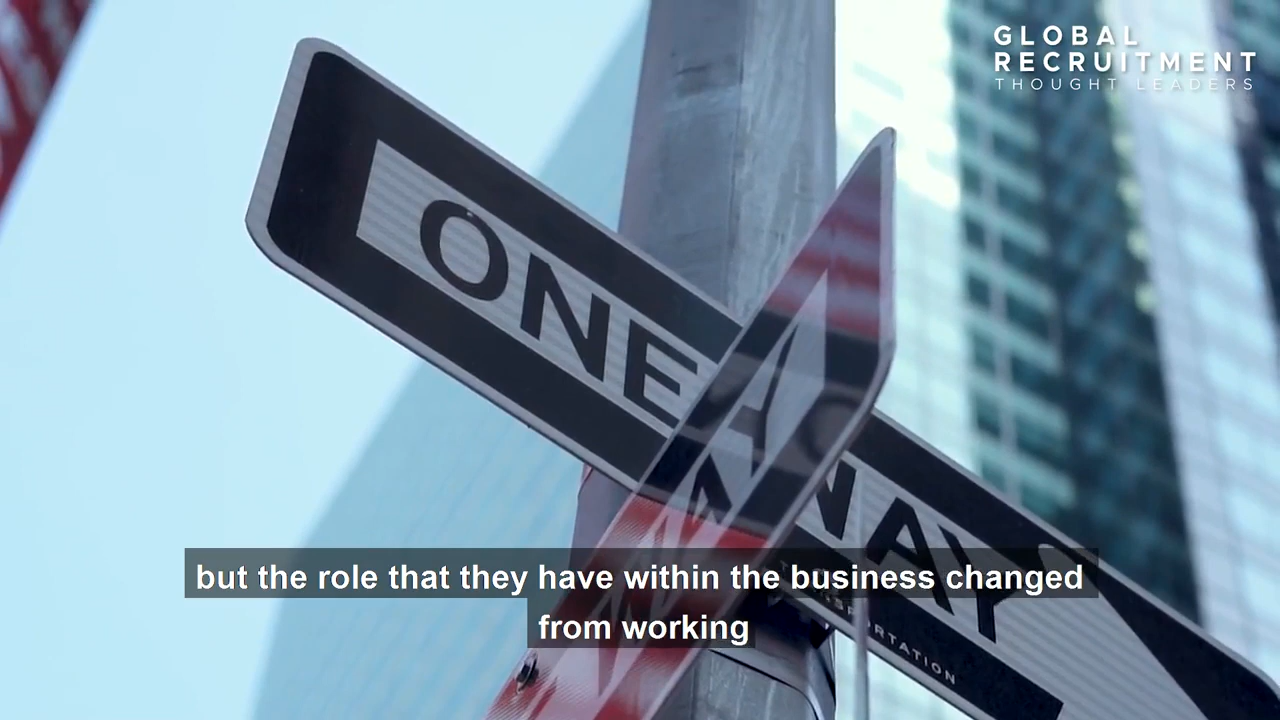 GLOBAL
RECRUITMENT
THOUGHT LEADERS
ONE WAY
but the role that they have within the business changed
from working